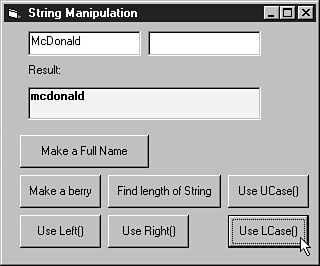 String Manipulation
McDonald
Result:
mcdonald
Make a Full Name
Make a berry Find length of String Use UCase()
Use Left() Use Right() Use LCase()